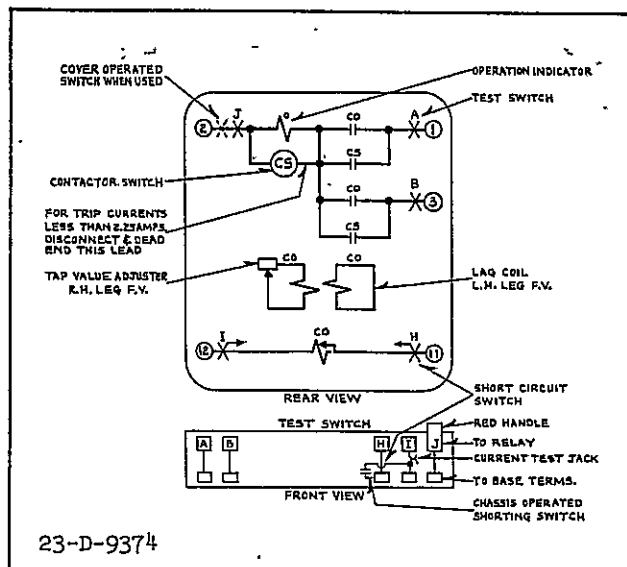 COVER OPERATED
SWITCH WHEN USED
OPERATION INDICATOR
TEST SWITCH
J
O
CO
A
2
1
CS
CS
CONTACTOR SWITCH
CO
B
3
CS
FOR TRIP CURRENTS
LESS THAN 2.25AMPS,
DISCONNECT & DEAD
END THIS LEAD
TAP VALUE ADJUSTER
R.H. LEG F.V.
CO
CO
LAG COIL
L.H. LEG F.V.
I
CO
H
12
11
REAR VIEW
SHORT CIRCUIT
SWITCH
TEST SWITCH
RED HANDLE
A
B
H
I
J
TO RELAY
CURRENT TEST JACK
TO BASE TERMS.
FRONT VIEW
CHASSIS OPERATED
SHORTING SWITCH
23-D-9374